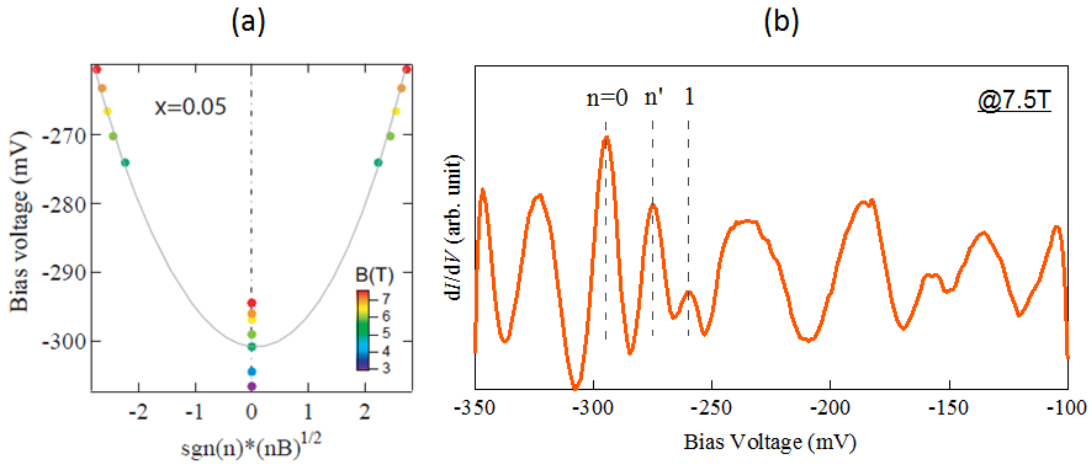 (a)
(b)
x=0.05
Bias voltage (mV)
-270
-280
-290
-300
B(T)
7
6
5
4
3
-2
-1
0
1
2
sgn(n)*(nB)^1/2
n=0
n'
1
@7.5T
dI/dV (arb. unit)
-350
-300
-250
-200
-150
-100
Bias Voltage (mV)